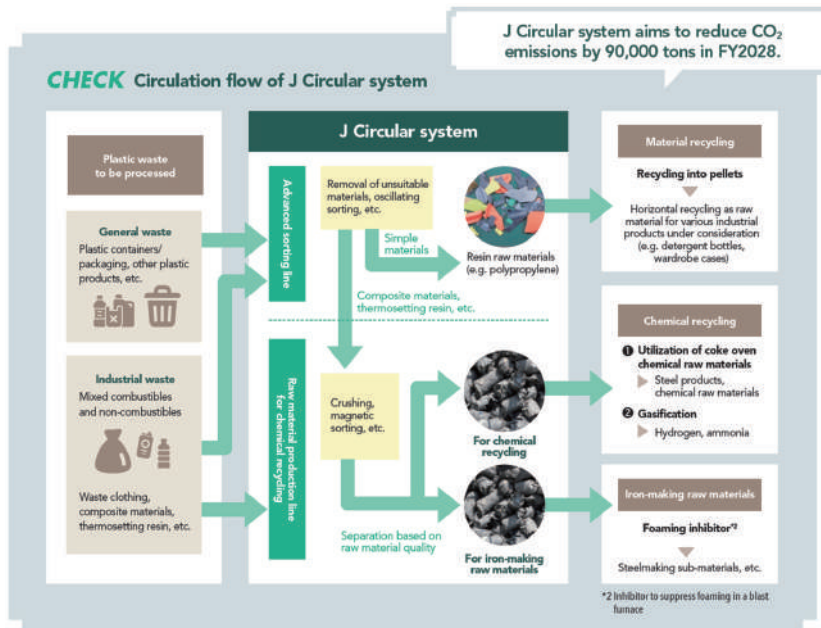 J Circular system aims to reduce CO₂
emissions by 90,000 tons in FY2028.
CHECK Circulation flow of J Circular system
Plastic waste
to be processed
General waste
Plastic containers/
packaging, other plastic
products, etc.
Industrial waste
Mixed combustibles
and non-combustibles
Waste clothing,
composite materials,
thermosetting resin, etc.
J Circular system
Advanced sorting line
Removal of unsuitable
materials, oscillating
sorting, etc.
Simple
materials
Resin raw materials
(e.g. polypropylene)
Composite materials,
thermosetting resin, etc.
Raw material production line
for chemical recycling
Crushing,
magnetic
sorting, etc.
For chemical
recycling
Separation based on
raw material quality
For iron-making
raw materials
Material recycling
Recycling into pellets
Horizontal recycling as raw
material for various industrial
products under consideration
(e.g. detergent bottles,
wardrobe cases)
Chemical recycling
❶ Utilization of coke oven
chemical raw materials
Steel products,
chemical raw materials
❷ Gasification
Hydrogen, ammonia
Iron-making raw materials
Foaming inhibitor*2
Steelmaking sub-materials, etc.
*2 Inhibitor to suppress foaming in a blast
furnace